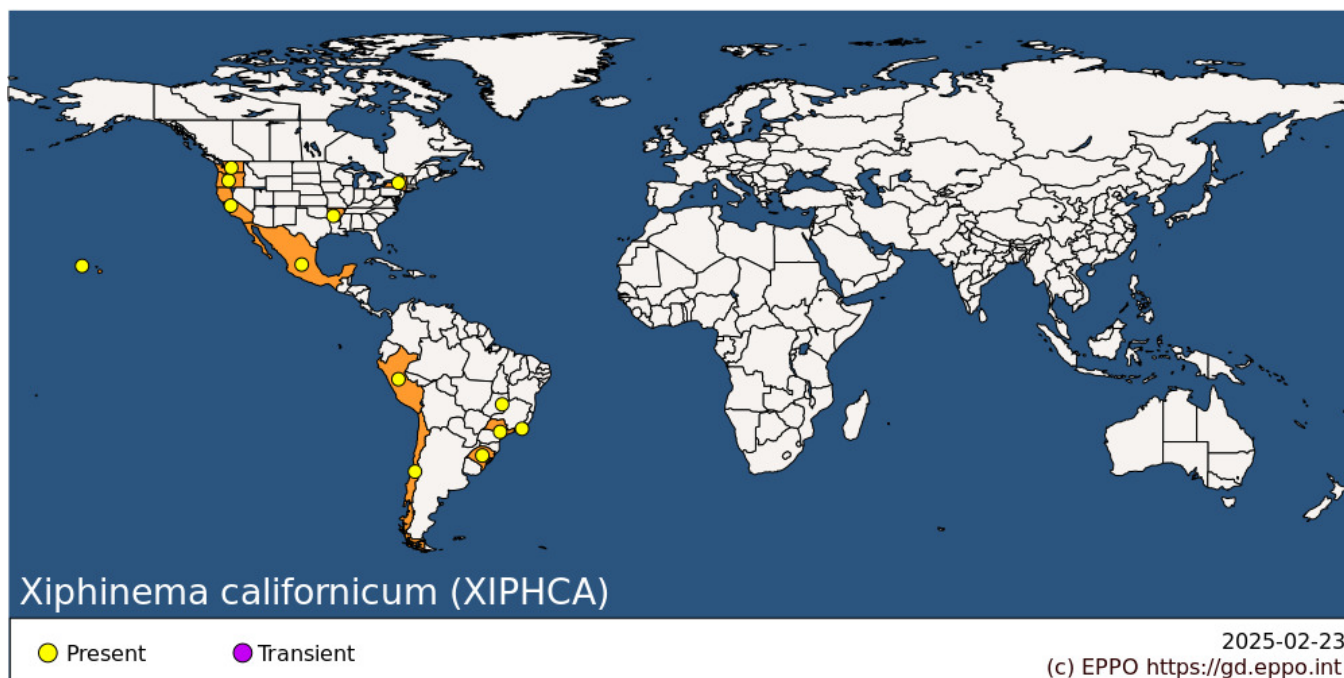 Xiphinema californicum (XIPHCA)
Present
Transient
2025-02-23
(c) EPPO https://gd.eppo.int